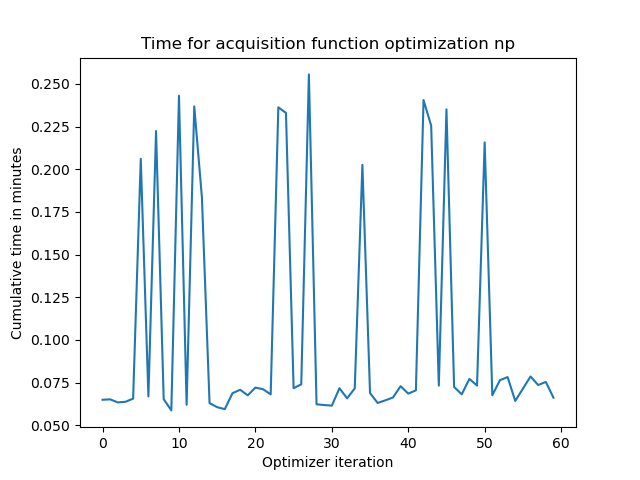 Time for acquisition function optimization np
Cumulative time in minutes
0.250
0.225
0.200
0.175
0.150
0.125
0.100
0.075
0.050
0 10 20 30 40 50 60
Optimizer iteration